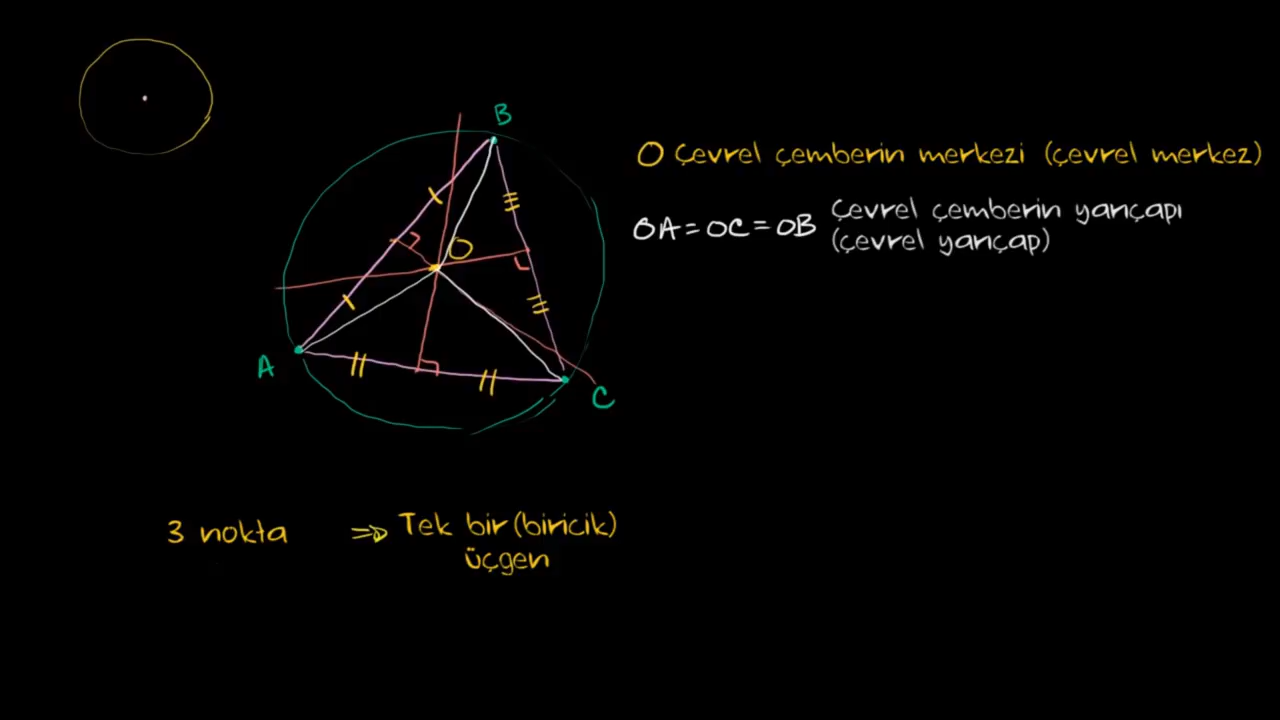 B
O Çevrel çemberin merkezi (çevrel merkez)
OA = OC = OB Çevrel çemberin yarıçapı
(çevrel yarıçap)
O
A
C
3 nokta ⇒ Tek bir (biricik)
üçgen